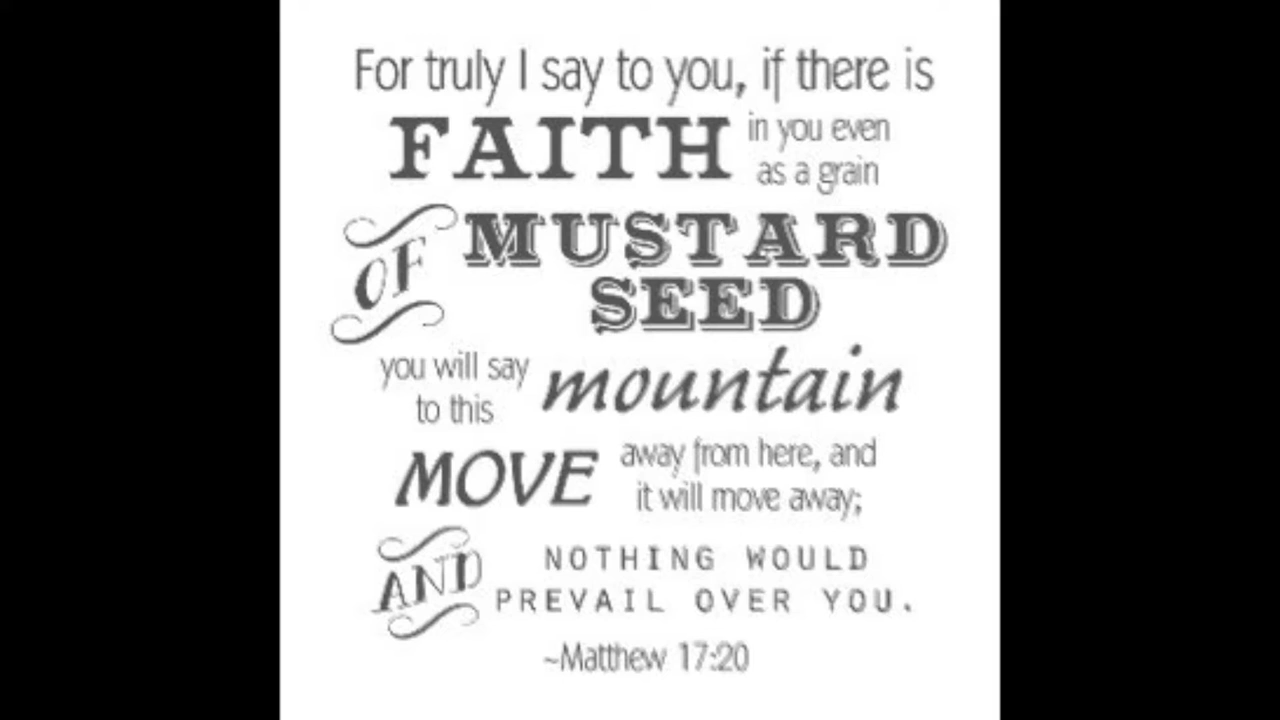 For truly I say to you, if there is
FAITH in you even
as a grain
OF MUSTARD
SEED
you will say
to this mountain
MOVE away from here, and
it will move away;
AND NOTHING WOULD
PREVAIL OVER YOU.
~Matthew 17:20